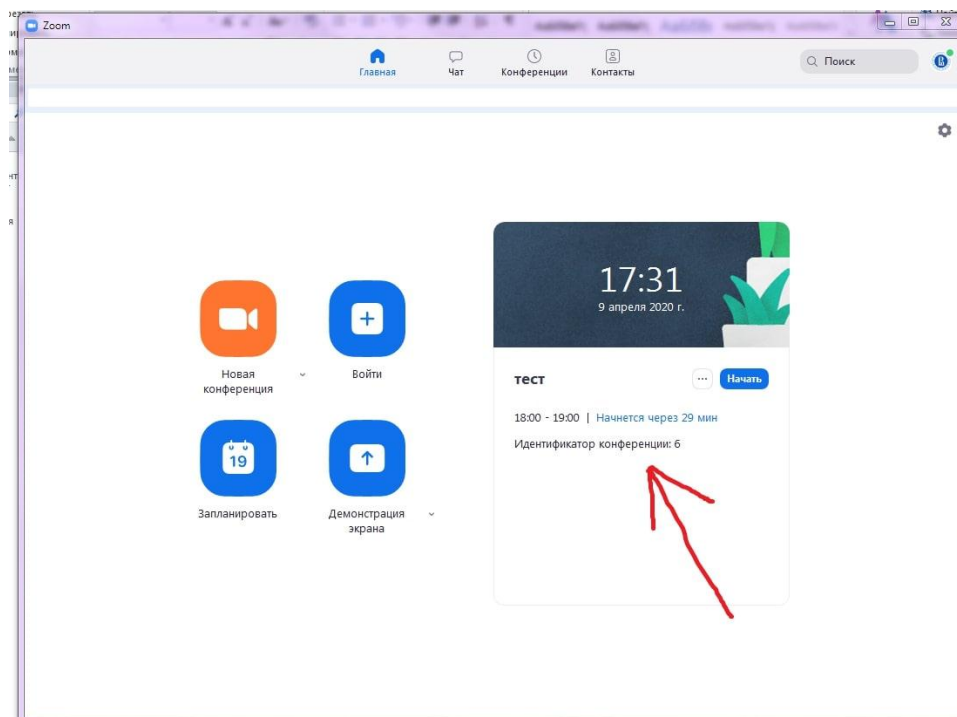 Zoom
Главная
Чат
Конференции
Контакты
Поиск
17:31
9 апреля 2020 г.
Новая
конференция
Войти
тест
Начать
18:00 - 19:00 | Начнется через 29 мин
Идентификатор конференции: 6
19
Запланировать
Демонстрация
экрана